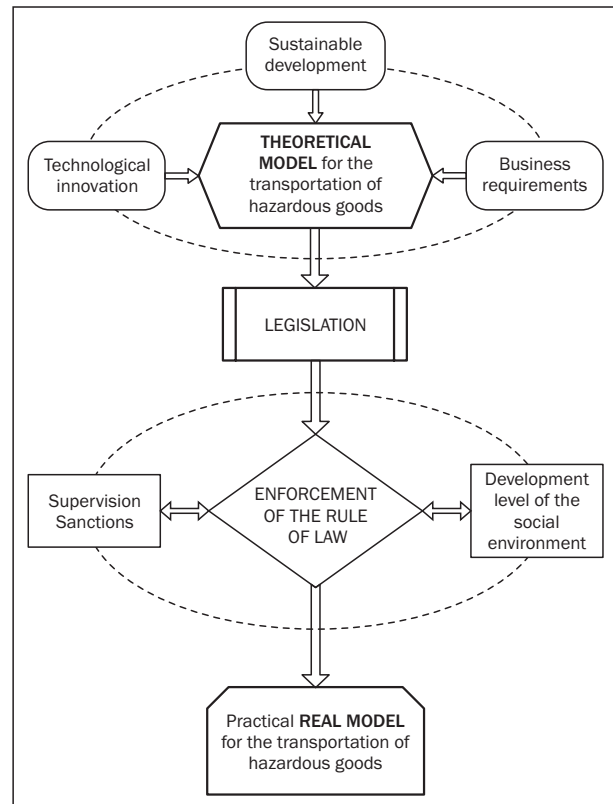 Sustainable
development
Technological
innovation
THEORETICAL
MODEL for the
transportation of
hazardous goods
Business
requirements
LEGISLATION
Supervision
Sanctions
ENFORCEMENT
OF THE RULE
OF LAW
Development
level of the
social
environment
Practical REAL MODEL
for the transportation of
hazardous goods